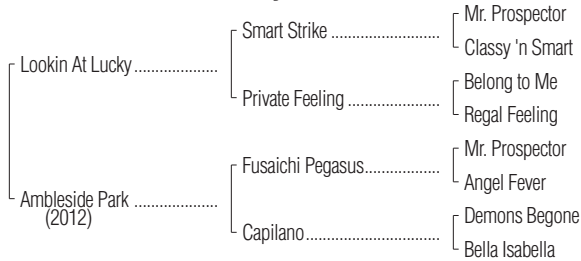 Mr. Prospector
Smart Strike ......................
Classy 'n Smart
Lookin At Lucky ...................
Belong to Me
Private Feeling ...................
Regal Feeling
Mr. Prospector
Fusaichi Pegasus................
Angel Fever
Ambleside Park ...................
(2012)
Demons Begone
Capilano............................
Bella Isabella